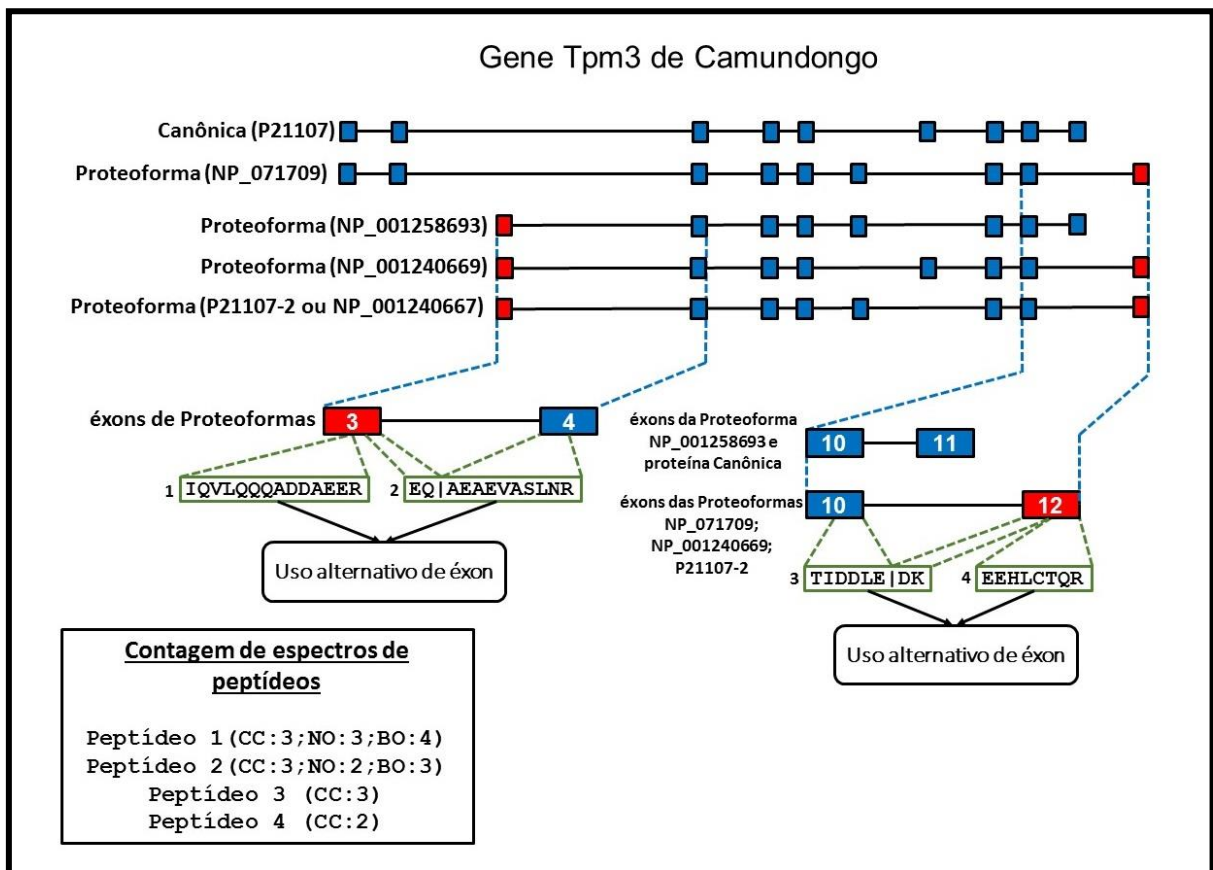 Gene Tpm3 de Camundongo
Canônica (P21107)
Proteoforma (NP_071709)
Proteoforma (NP_001258693)
Proteoforma (NP_001240669)
Proteoforma (P21107-2 ou NP_001240667)
éxons de Proteoformas
3
4
1 IQVLQQQADDAEER
2 EQ|AEAEVASLNR
Uso alternativo de éxon
éxons da Proteoforma
NP_001258693 e
proteína Canônica
10
11
éxons das Proteoformas
NP_071709;
NP_001240669;
P21107-2
10
12
3 TIDDLE|DK
4 EEHLCTQR
Uso alternativo de éxon
Contagem de espectros de
peptídeos
Peptídeo 1(CC:3;NO:3;BO:4)
Peptídeo 2(CC:3;NO:2;BO:3)
Peptídeo 3 (CC:3)
Peptídeo 4 (CC:2)